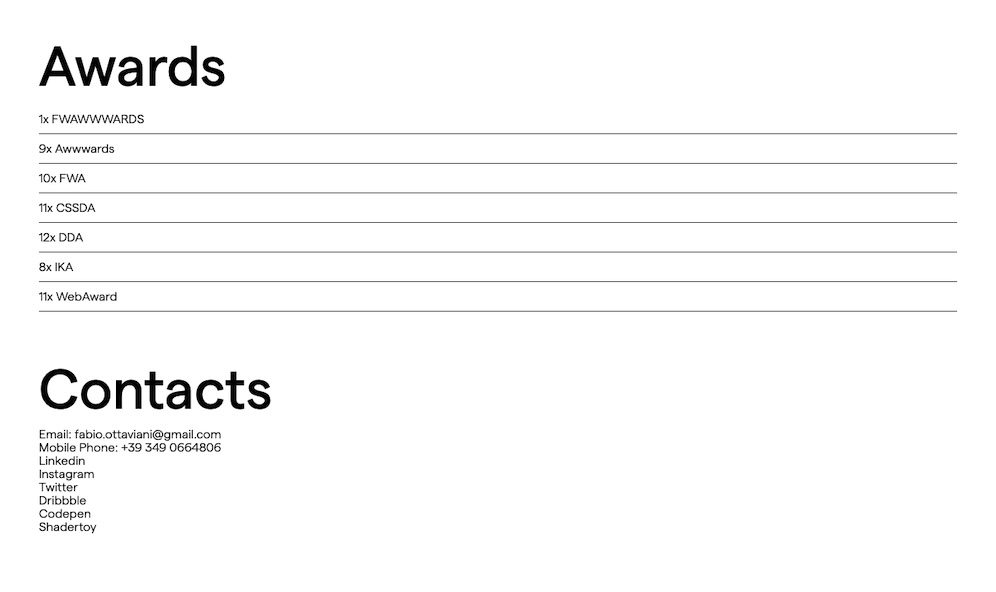 Awards
1x FWAWWWARDS
9x Awwwards
10x FWA
11x CSSDA
12x DDA
8x IKA
11x WebAward
Contacts
Email: fabio.ottaviani@gmail.com
Mobile Phone: +39 349 0664806
Linkedin
Instagram
Twitter
Dribbble
Codepen
Shadertoy